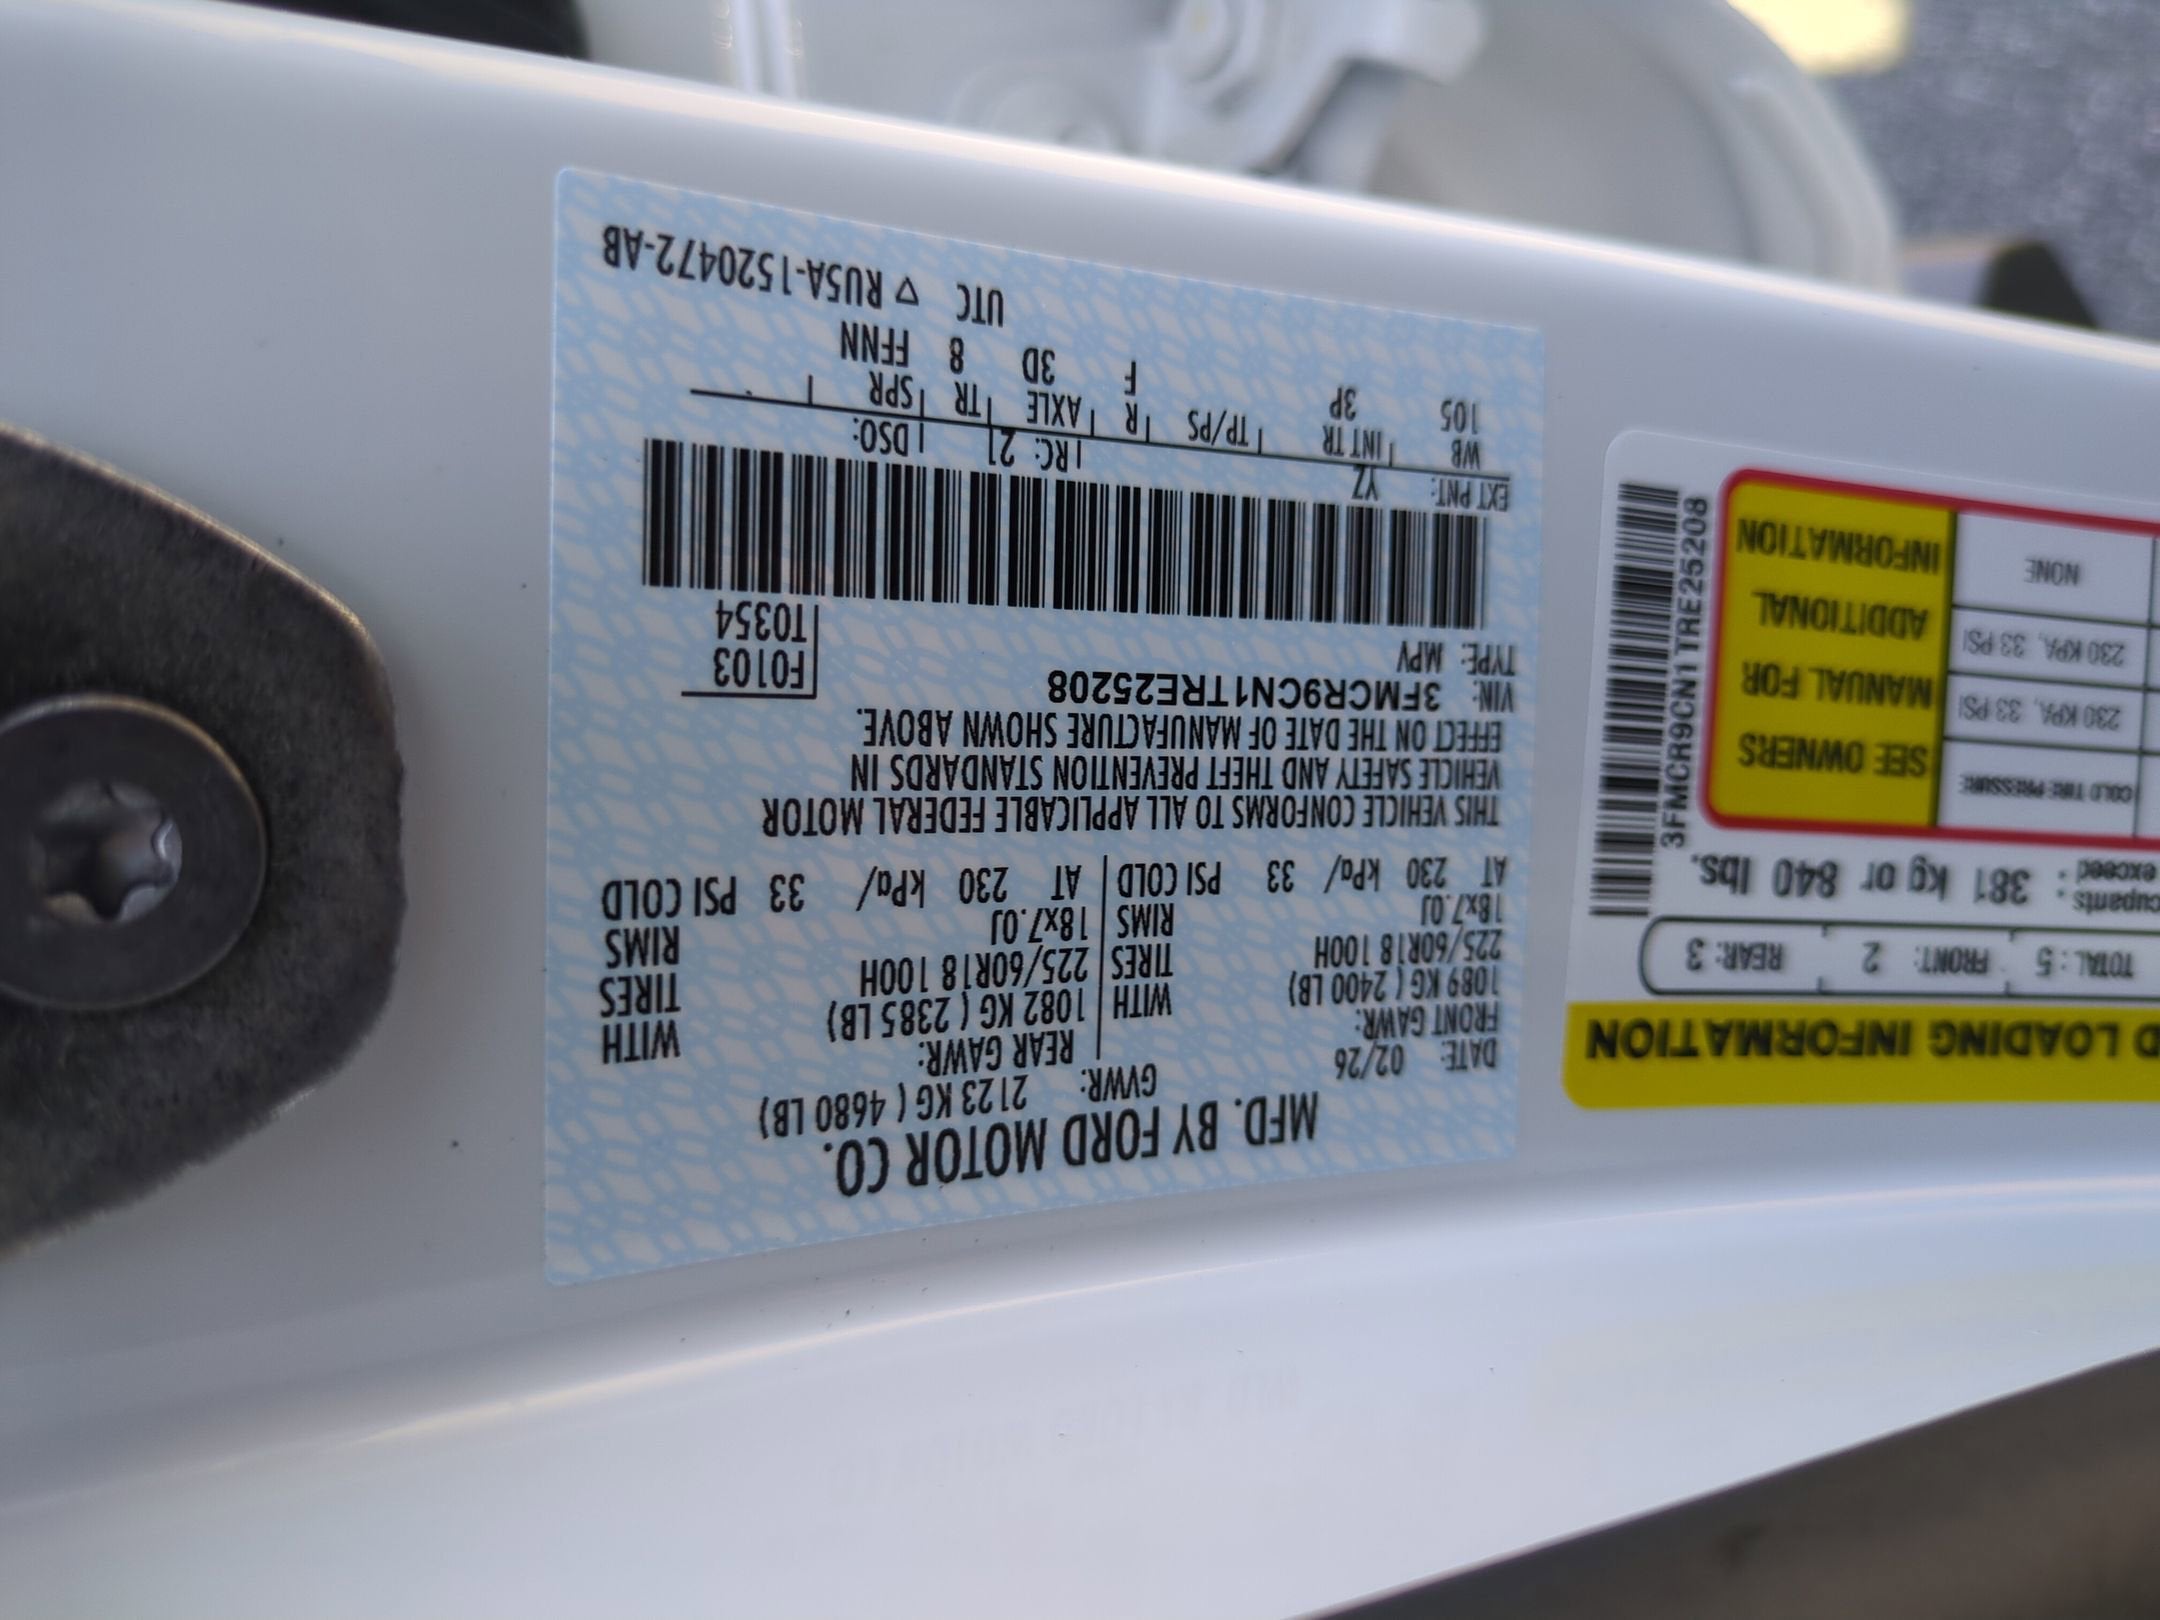 MFD. BY FORD MOTOR CO.
DATE: 02/26 GVWR: 2123 KG ( 4680 LB)
FRONT GAWR: REAR GAWR:
1089 KG ( 2400 LB) WITH 1082 KG ( 2385 LB) WITH
225/60R18 100H TIRES 225/60R18 100H TIRES
18x7.0J RIMS 18x7.0J RIMS
AT 230 kPa/ 33 PSI COLD AT 230 kPa/ 33 PSI COLD
THIS VEHICLE CONFORMS TO ALL APPLICABLE FEDERAL MOTOR
VEHICLE SAFETY AND THEFT PREVENTION STANDARDS IN
EFFECT ON THE DATE OF MANUFACTURE SHOWN ABOVE.
VIN: 3FMCR9CN1TRE25208 F0103
TYPE: MPV T0354
EXT PNT: YZ RC: 21 DSO:
WB INT TR TP/PS R AXLE TR SPR
105 3P F 3D 8 FFNN
UTC ▽ RU5A-1520472-AB
D LOADING INFORMATION
TOTAL : 5 FRONT: 2 REAR: 3
cupants
exceed : 381 kg or 840 lbs.
COLD TIRE PRESSURE
230 KPA, 33 PSI
230 KPA, 33 PSI
NONE
SEE OWNERS
MANUAL FOR
ADDITIONAL
INFORMATION
3FMCR9CN1TRE25208